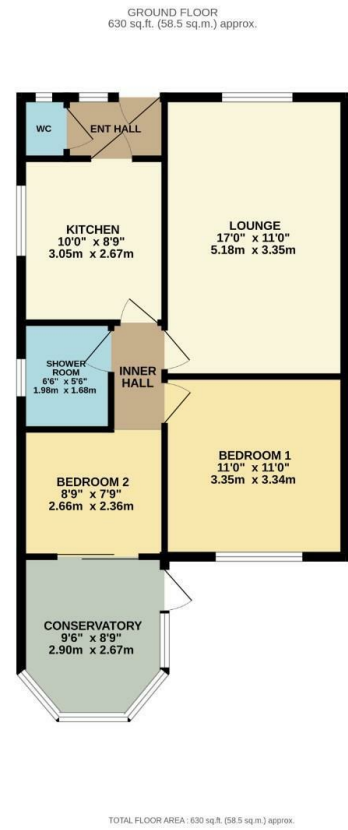 GROUND FLOOR
630 sq.ft. (58.5 sq.m.) approx.
WC
ENT HALL
KITCHEN
10'0" x 8'9"
3.05m x 2.67m
LOUNGE
17'0" x 11'0"
5.18m x 3.35m
SHOWER
ROOM
6'6" x 5'6"
1.98m x 1.68m
INNER
HALL
BEDROOM 1
11'0" x 11'0"
3.35m x 3.34m
BEDROOM 2
8'9" x 7'9"
2.66m x 2.36m
CONSERVATORY
9'6" x 8'9"
2.90m x 2.67m
TOTAL FLOOR AREA : 630 sq.ft. (58.5 sq.m.) approx.